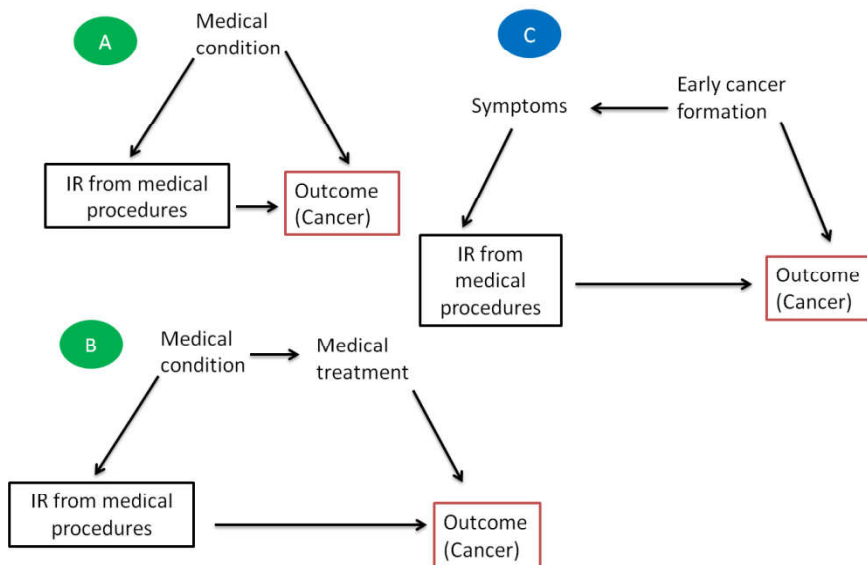 A
Medical
condition
IR from medical
procedures
Outcome
(Cancer)
C
Symptoms
Early cancer
formation
IR from
medical
procedures
Outcome
(Cancer)
B
Medical
condition
Medical
treatment
IR from medical
procedures
Outcome
(Cancer)